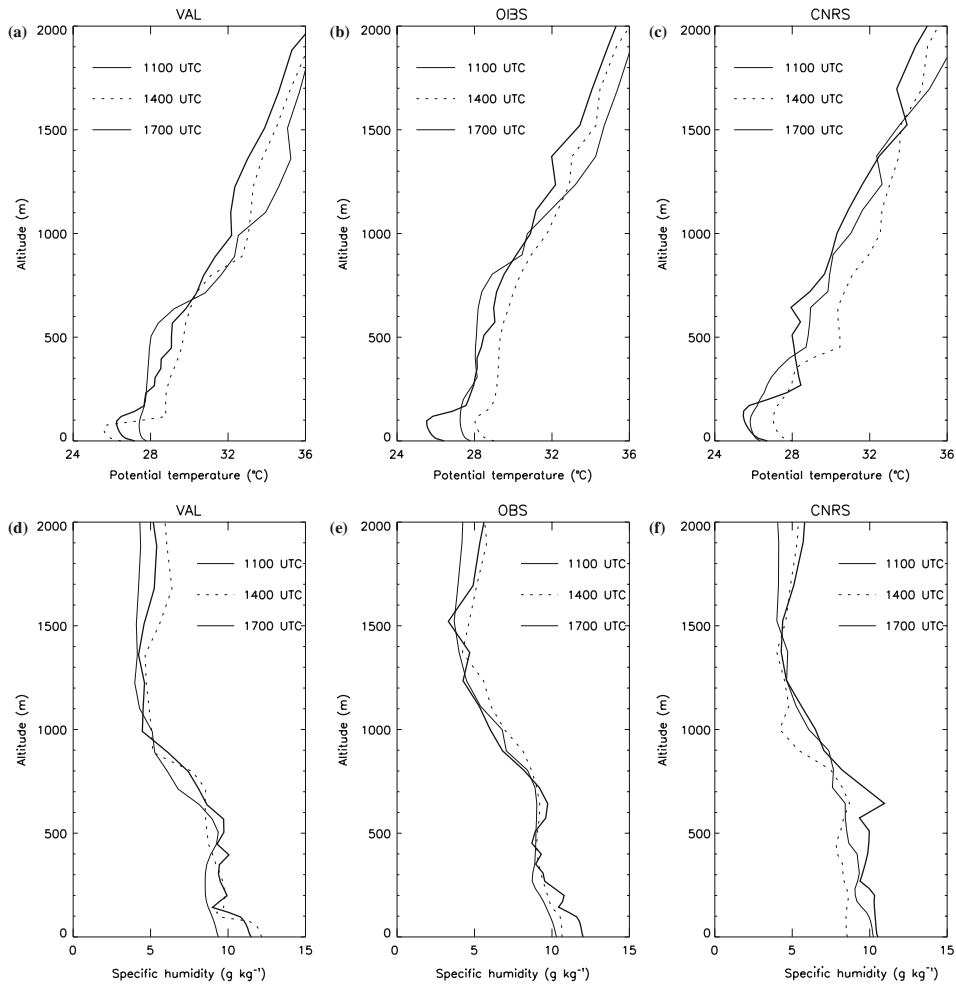 VAL
OBS
CNRS
(a)
(b)
(c)
2000
2000
2000
1100 UTC
1100 UTC
1100 UTC
1400 UTC
1400 UTC
1400 UTC
1700 UTC
1700 UTC
1700 UTC
1500
1500
1500
Altitude (m)
Altitude (m)
Altitude (m)
1000
1000
1000
500
500
500
0
0
0
24 28 32 36
24 28 32 36
24 28 32 36
Potential temperature (°C)
Potential temperature (°C)
Potential temperature (°C)
VAL
OBS
CNRS
(d)
(e)
(f)
2000
2000
2000
1100 UTC
1100 UTC
1100 UTC
1400 UTC
1400 UTC
1400 UTC
1700 UTC
1700 UTC
1700 UTC
1500
1500
1500
Altitude (m)
Altitude (m)
Altitude (m)
1000
1000
1000
500
500
500
0
0
0
0 5 10 15
0 5 10 15
0 5 10 15
Specific humidity (g kg⁻¹)
Specific humidity (g kg⁻¹)
Specific humidity (g kg⁻¹)